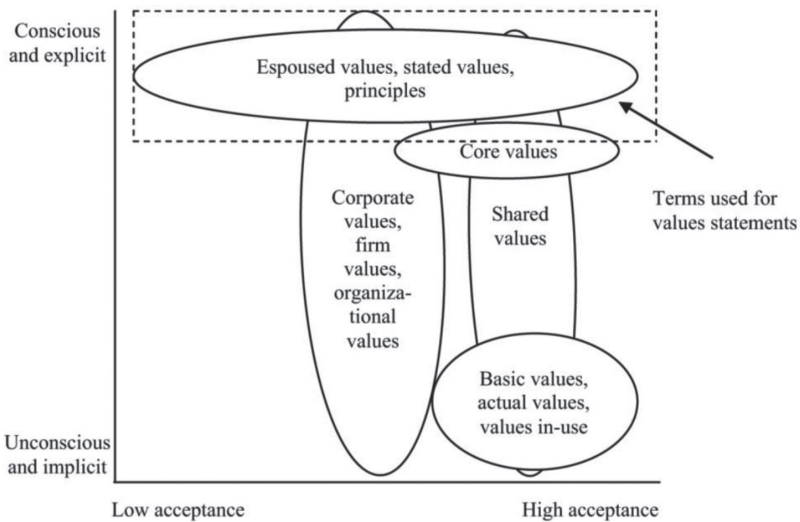 Conscious
and explicit
Espoused values, stated values,
principles
Core values
Terms used for
values statements
Corporate
values,
firm
values,
organiza-
tional
values
Shared
values
Basic values,
actual values,
values in-use
Unconscious
and implicit
Low acceptance
High acceptance